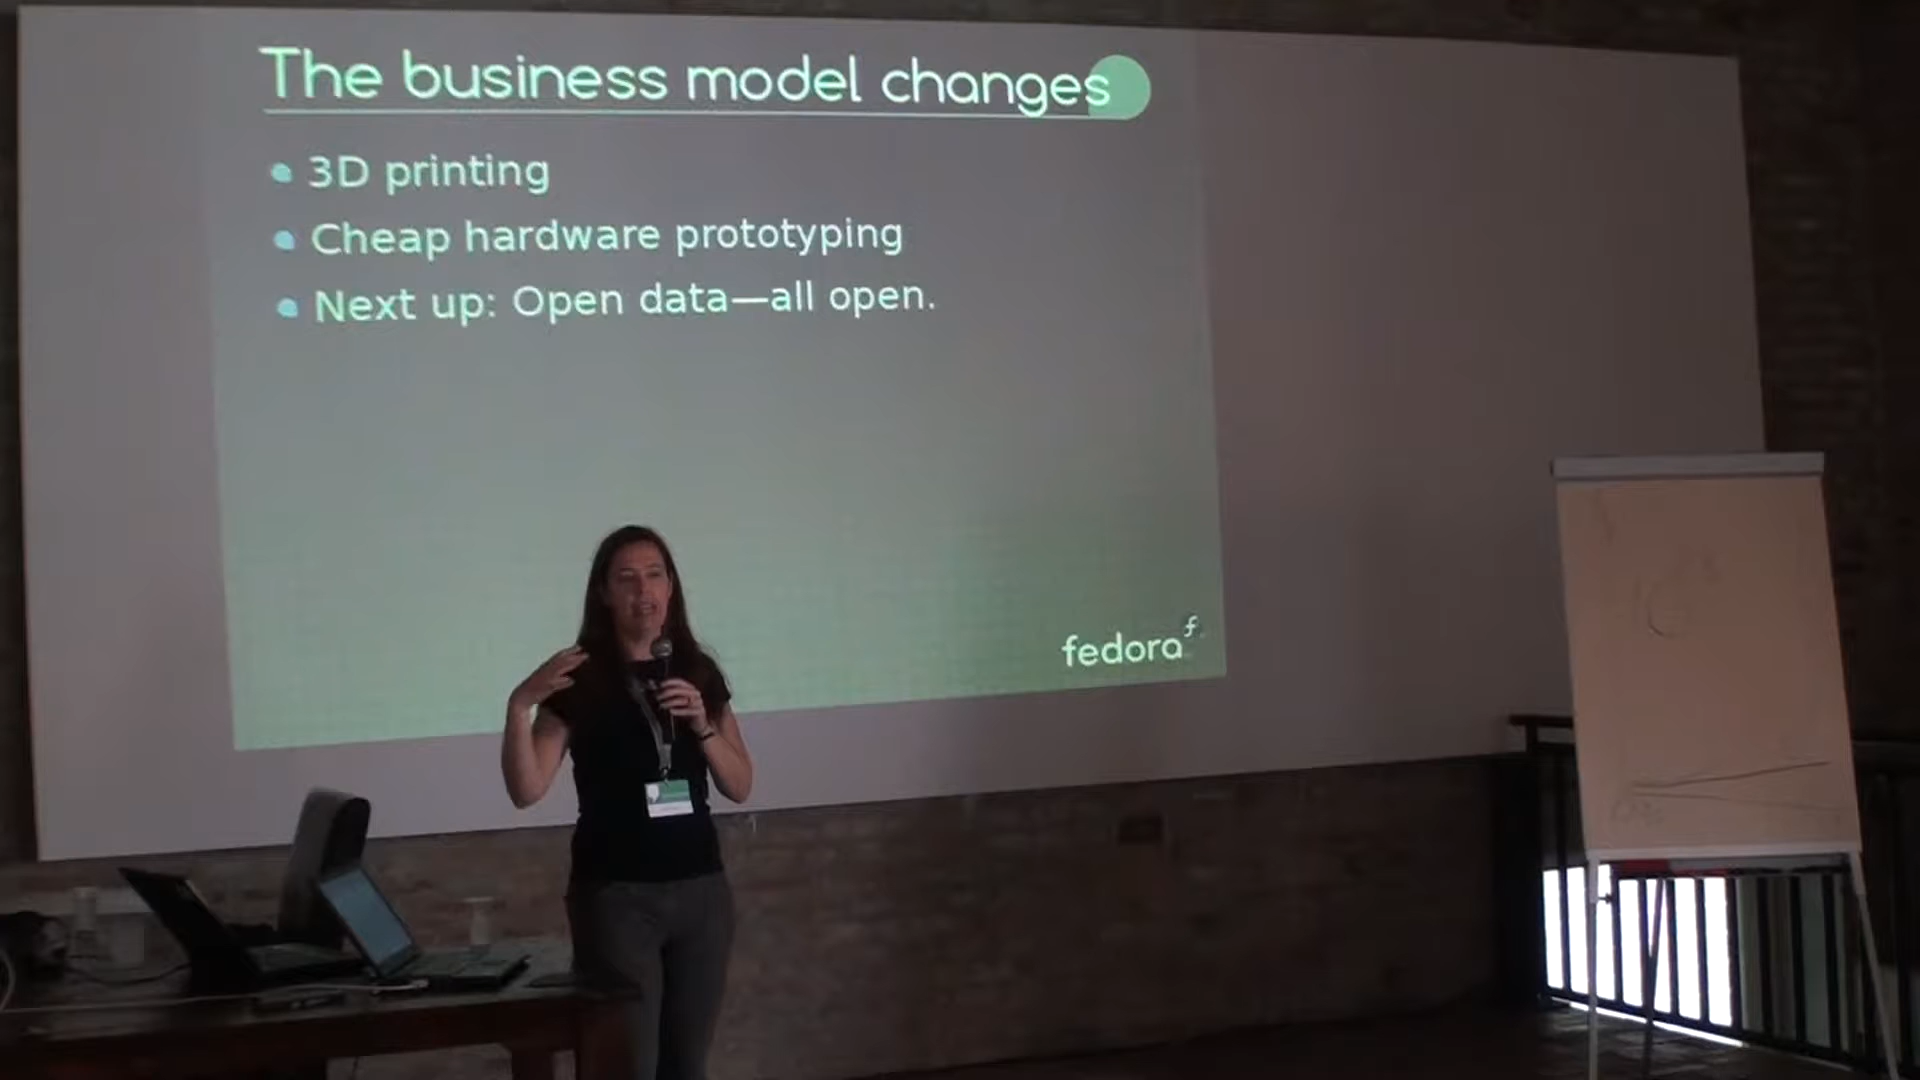 The business model changes
3D printing
Cheap hardware prototyping
Next up: Open data—all open.
fedora